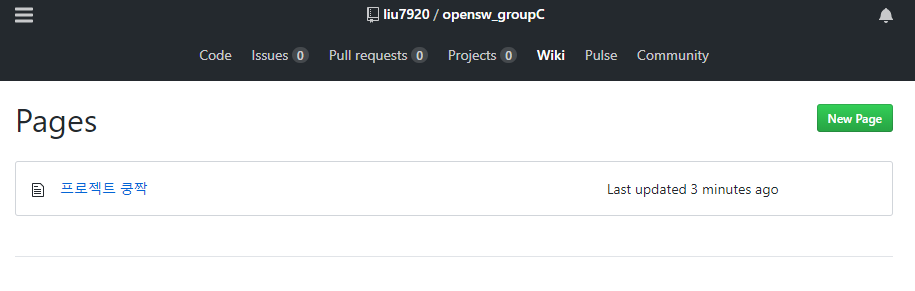 liu7920 / opensw_groupC
Code Issues 0 Pull requests 0 Projects 0 Wiki Pulse Community
Pages
New Page
프로젝트 쿵짝 Last updated 3 minutes ago